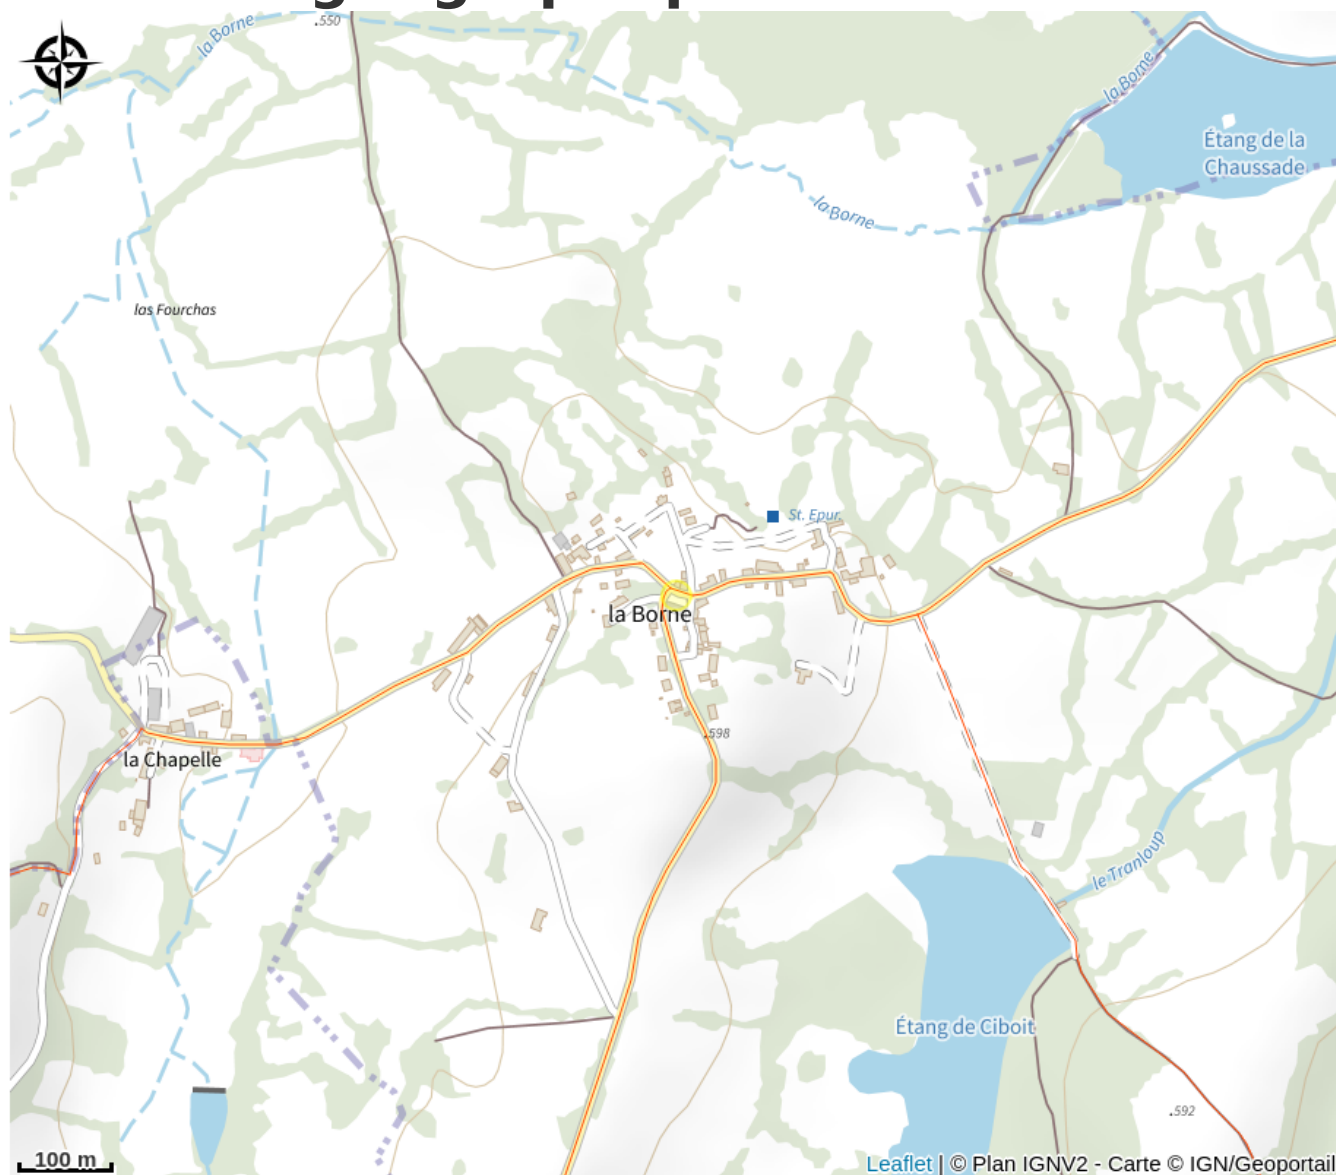 la Borne
.550
la Borne
Étang de la
Chaussade
la Borne
las Fourchas
St. Epur.
la Borne
.598
la Chapelle
le Tranloup
Étang de Ciboit
.592
100 m
Leaflet | © Plan IGNV2 - Carte © IGN/Geoportail